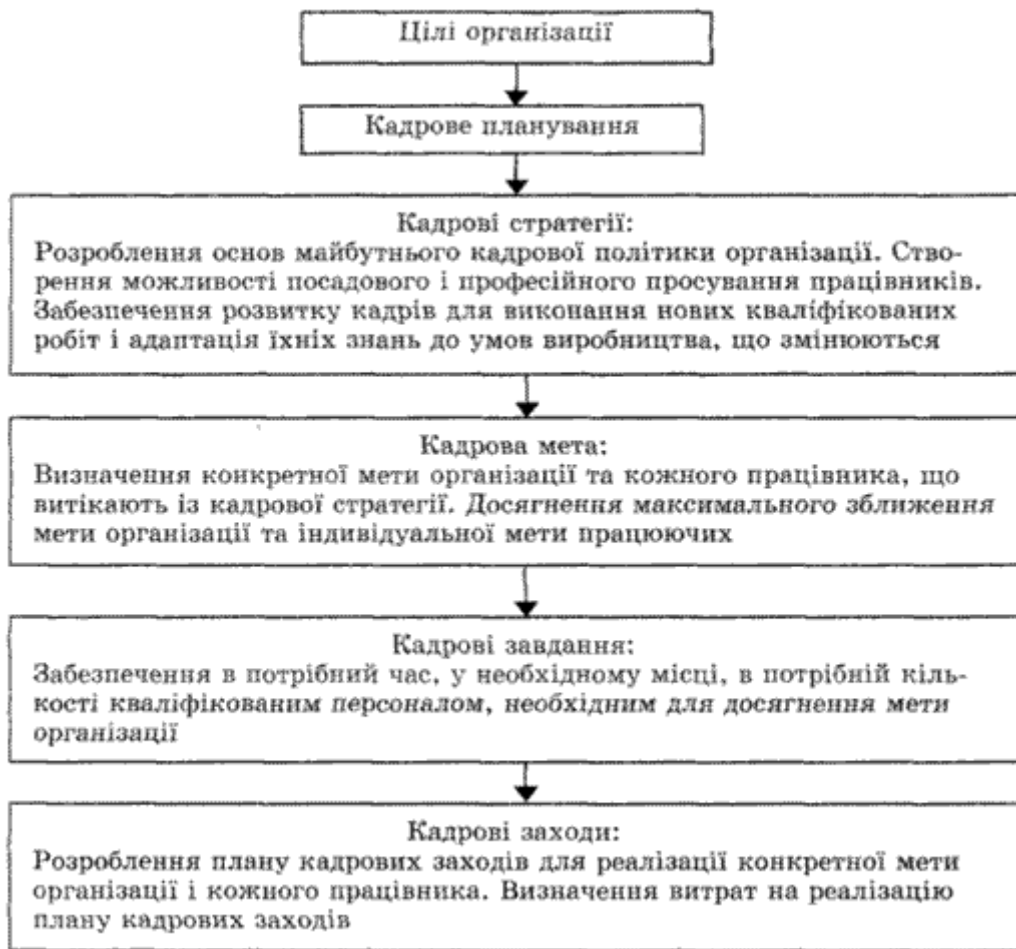 Цілі організації
Кадрове планування
Кадрові стратегії:
Розроблення основ майбутнього кадрової політики організації. Ство-
рення можливості посадового і професійного просування працівників.
Забезпечення розвитку кадрів для виконання нових кваліфікованих
робіт і адаптація їхніх знань до умов виробництва, що змінюються
Кадрова мета:
Визначення конкретної мети організації та кожного працівника, що
витікають із кадрової стратегії. Досягнення максимального зближення
мети організації та індивідуальної мети працюючих
Кадрові завдання:
Забезпечення в потрібний час, у необхідному місці, в потрібній кіль-
кості кваліфікованим персоналом, необхідним для досягнення мети
організації
Кадрові заходи:
Розроблення плану кадрових заходів для реалізації конкретної мети
організації і кожного працівника. Визначення витрат на реалізацію
плану кадрових заходів